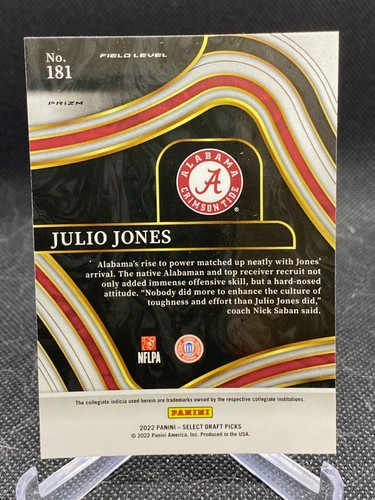 No.
181
FIELD LEVEL
PRIZM
ALABAMA
A
CRIMSON TIDE
®
JULIO JONES
Alabama's rise to power matched up neatly with Jones'
arrival. The native Alabaman and top receiver recruit not
only added immense offensive skill, but a hard-nosed
attitude. "Nobody did more to enhance the culture of
toughness and effort than Julio Jones did,"
coach Nick Saban said.
NFLPA
The collegiate indicia used herein are trademarks owned by the respective collegiate institutions.
PANINI
2022 PANINI – SELECT DRAFT PICKS
© 2022 Panini America, Inc. Produced in the USA.